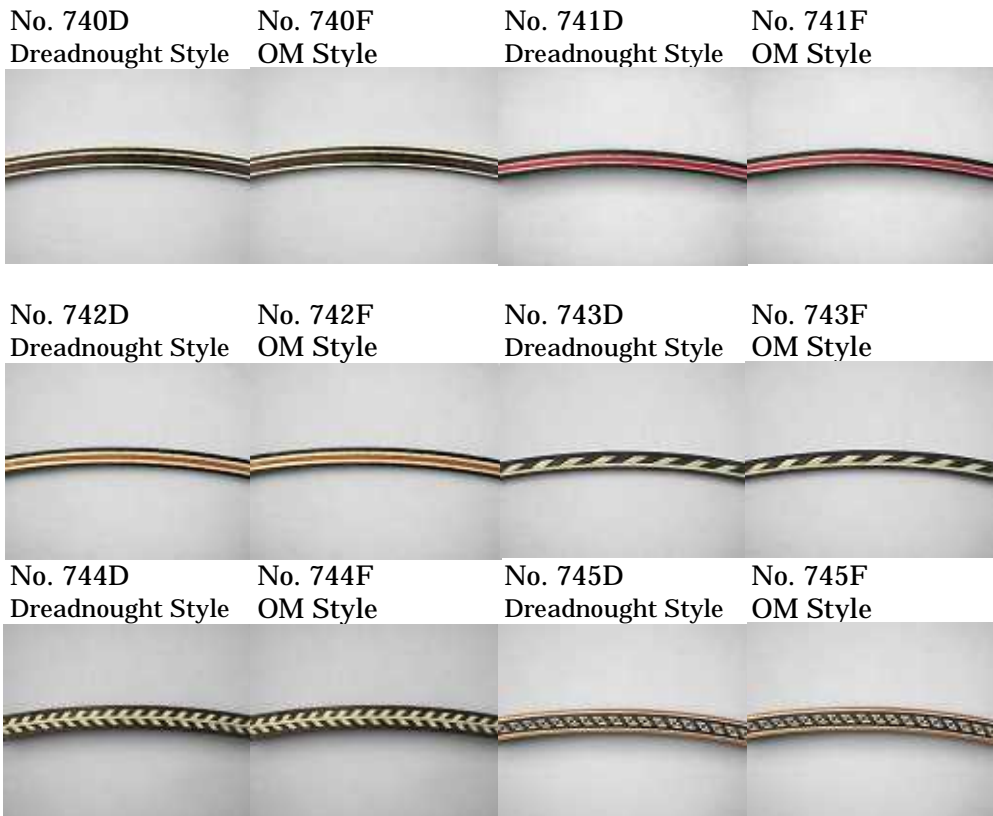 No. 740D
Dreadnought Style
No. 740F
OM Style
No. 741D
Dreadnought Style
No. 741F
OM Style
No. 742D
Dreadnought Style
No. 742F
OM Style
No. 743D
Dreadnought Style
No. 743F
OM Style
No. 744D
Dreadnought Style
No. 744F
OM Style
No. 745D
Dreadnought Style
No. 745F
OM Style